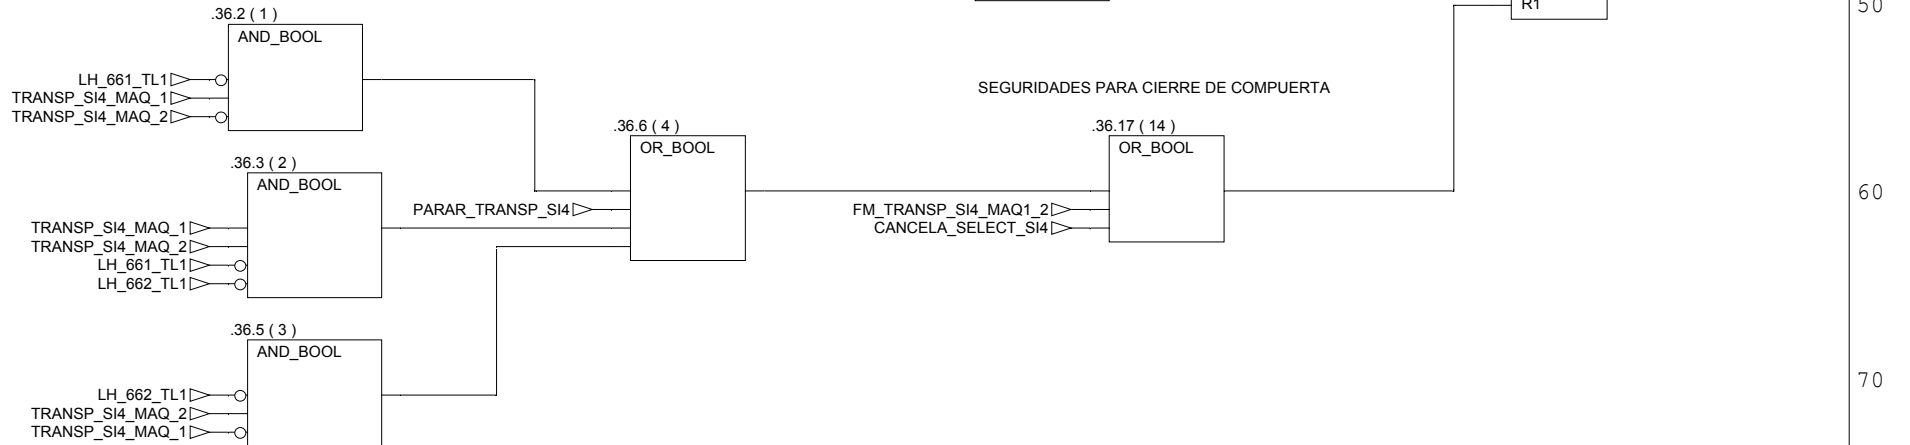 R1
50
.36.2 ( 1 )
AND_BOOL
LH_661_TL1
TRANSP_SI4_MAQ_1
TRANSP_SI4_MAQ_2
SEGURIDADES PARA CIERRE DE COMPUERTA
.36.6 ( 4 )
OR_BOOL
.36.17 ( 14 )
OR_BOOL
.36.3 ( 2 )
AND_BOOL
60
PARAR_TRANSP_SI4
FM_TRANSP_SI4_MAQ1_2
CANCELA_SELECT_SI4
TRANSP_SI4_MAQ_1
TRANSP_SI4_MAQ_2
LH_661_TL1
LH_662_TL1
.36.5 ( 3 )
AND_BOOL
70
LH_662_TL1
TRANSP_SI4_MAQ_2
TRANSP_SI4_MAQ_1